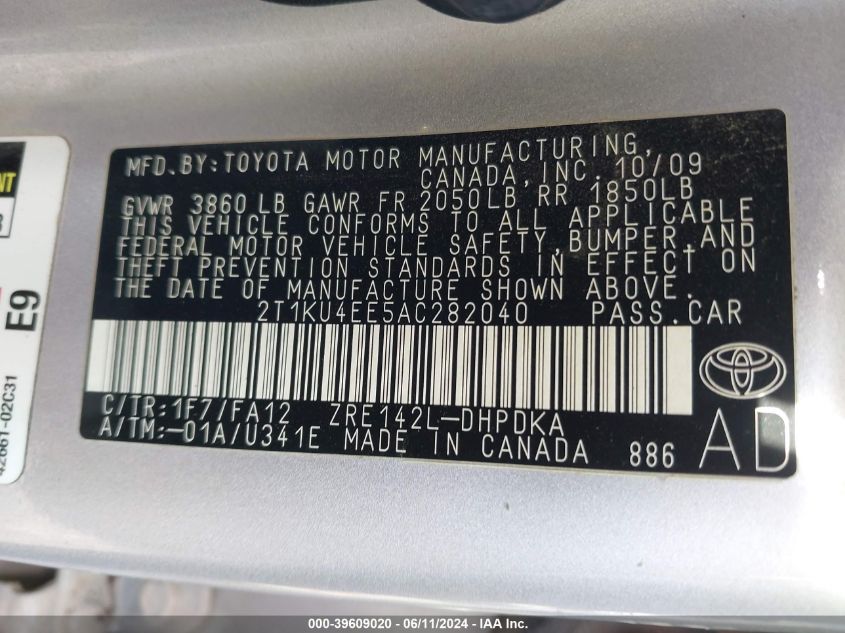 MFD.BY:TOYOTA MOTOR MANUFACTURING,
CANADA,INC. 10/09
GVWR 3860 LB GAWR FR 2050LB RR 1850LB
THIS VEHICLE CONFORMS TO ALL APPLICABLE
FEDERAL MOTOR VEHICLE SAFETY,BUMPER,AND
THEFT PREVENTION STANDARDS IN EFFECT ON
THE DATE OF MANUFACTURE SHOWN ABOVE.
2T1KU4EE5AC282040 PASS.CAR
C/TR:1F7/FA12 ZRE142L-DHPDKA
A/TM:-01A/U341E MADE IN CANADA 886
AD
NT
E9
42661-02C31
000-39609020 - 06/11/2024 - IAA Inc.